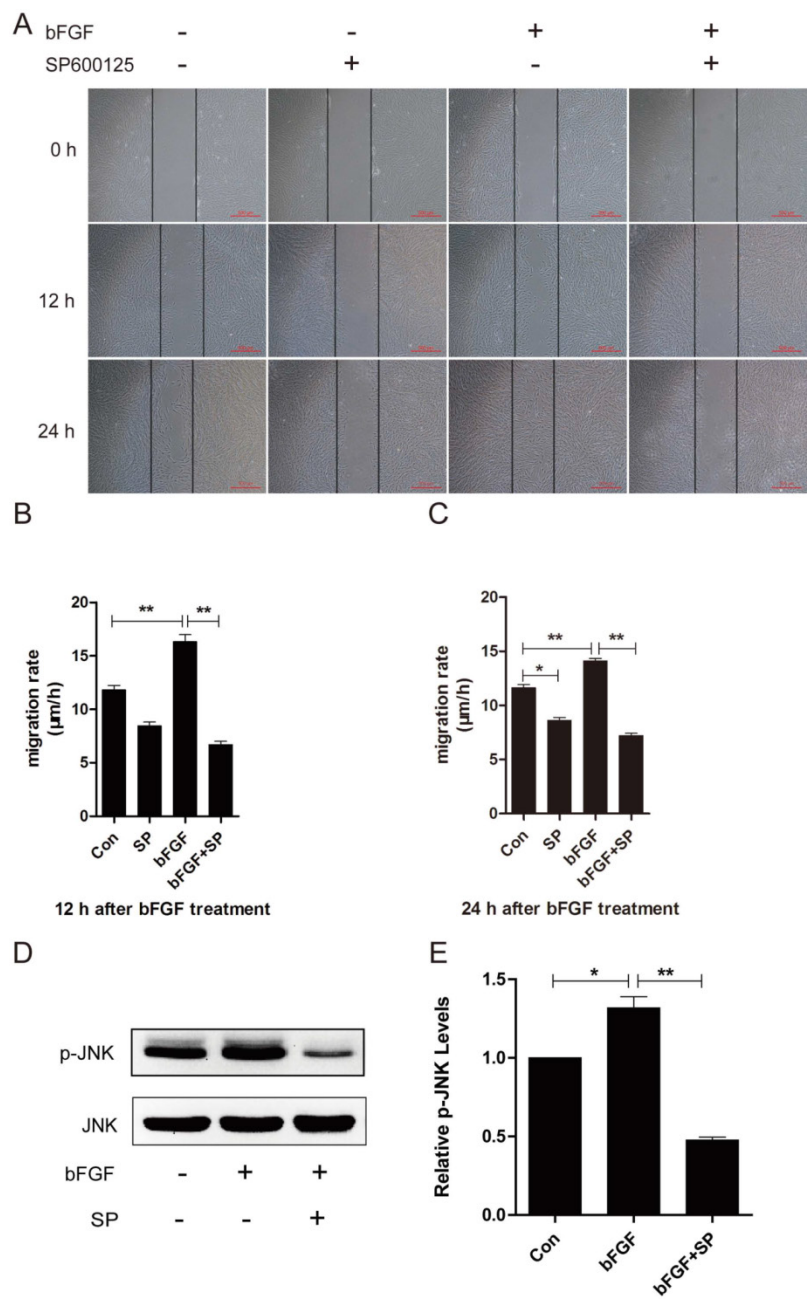 A
bFGF - - + +
SP600125 - + - +
0 h
12 h
24 h
B
** **
20
15
10
5
0
migration rate
(μm/h)
Con SP bFGF bFGF+SP
12 h after bFGF treatment
C
** **
*
20
15
10
5
0
migration rate
(μm/h)
Con SP bFGF bFGF+SP
24 h after bFGF treatment
D
p-JNK
JNK
bFGF - + +
SP - - +
E
* **
1.5
1.0
0.5
0.0
Relative p-JNK Levels
Con bFGF bFGF+SP